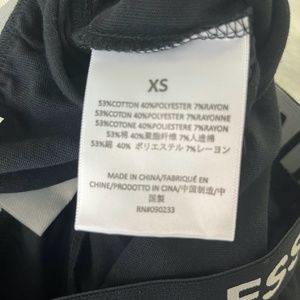 XS
53%COTTON 40%POLYESTER 7%RAYON
53%COTTON 40%POLYESTER 7%RAYONNE
53%COTONE 40%POLIESTERE 7%RAYON
53%棉 40%聚酯纤维 7%人造棉
53%綿 40% ポリエステル 7%レーヨン
MADE IN CHINA/FABRIQUÉ EN
CHINE/PRODOTTO IN CINA/中国制造/中
国製
RN#090233
ESS